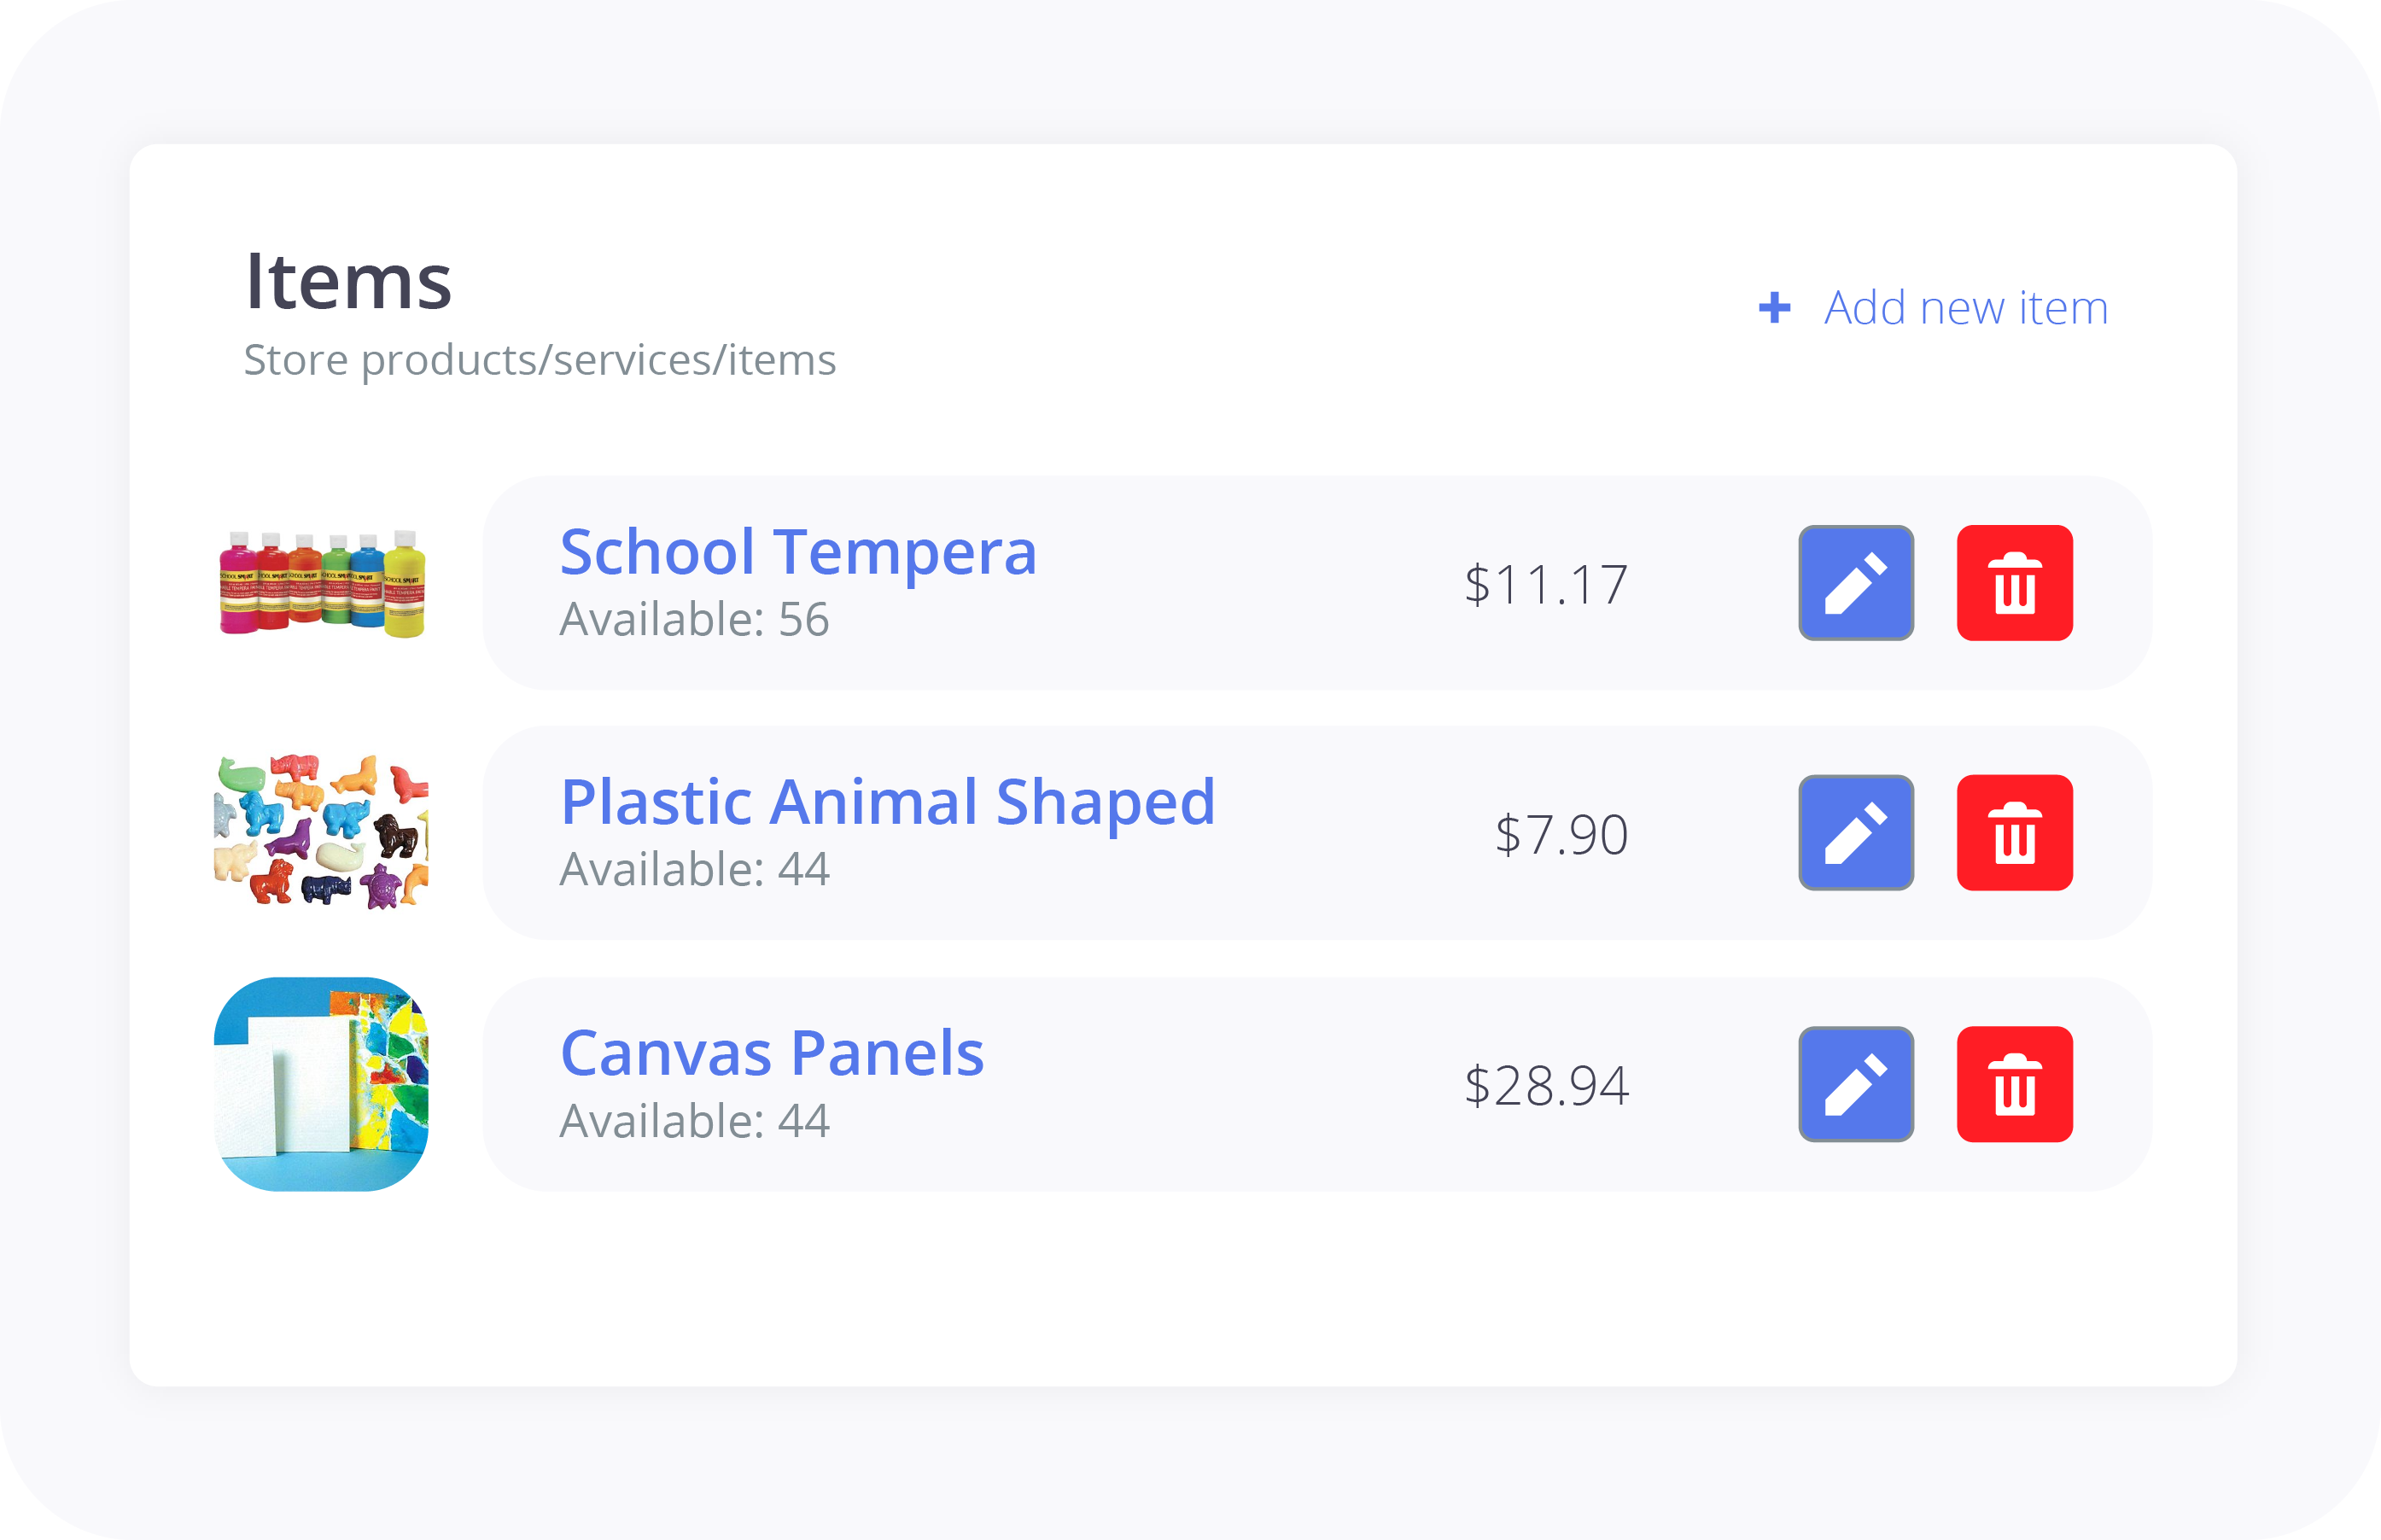 Items
Store products/services/items
Add new item
School Tempera
Available: 56
$11.17
Plastic Animal Shaped
Available: 44
$7.90
Canvas Panels
Available: 44
$28.94